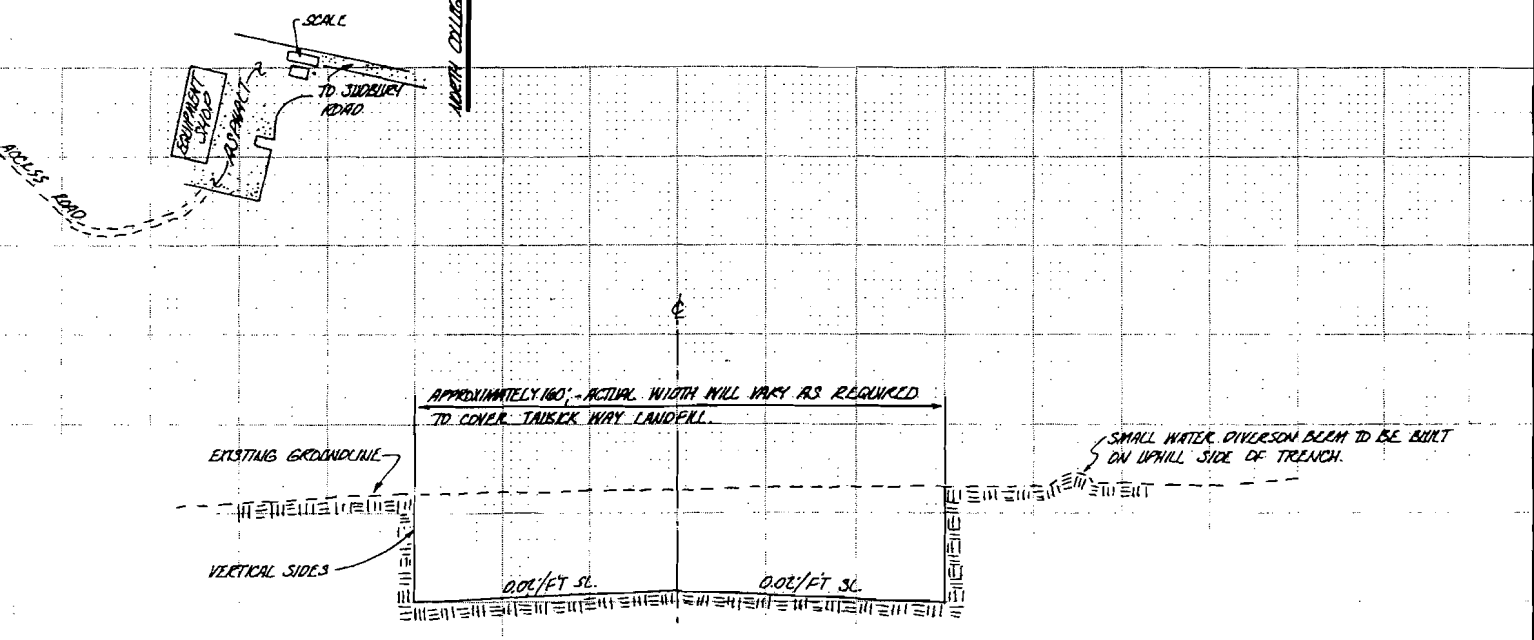 SCALE
NORTH COLLE
TO SUDBURY
ROAD
EQUIPMENT
SHOP
ASPHALT
ACCESS ROAD
℄
APPROXIMATELY 160', - ACTUAL WIDTH WILL VARY AS REQUIRED
TO COVER TAUSICK WAY LANDFILL.
EXISTING GROUNDLINE
SMALL WATER DIVERSON BERM TO BE BUILT
ON UPHILL SIDE OF TRENCH.
VERTICAL SIDES
0.02'/FT SL.
0.02'/FT SL.